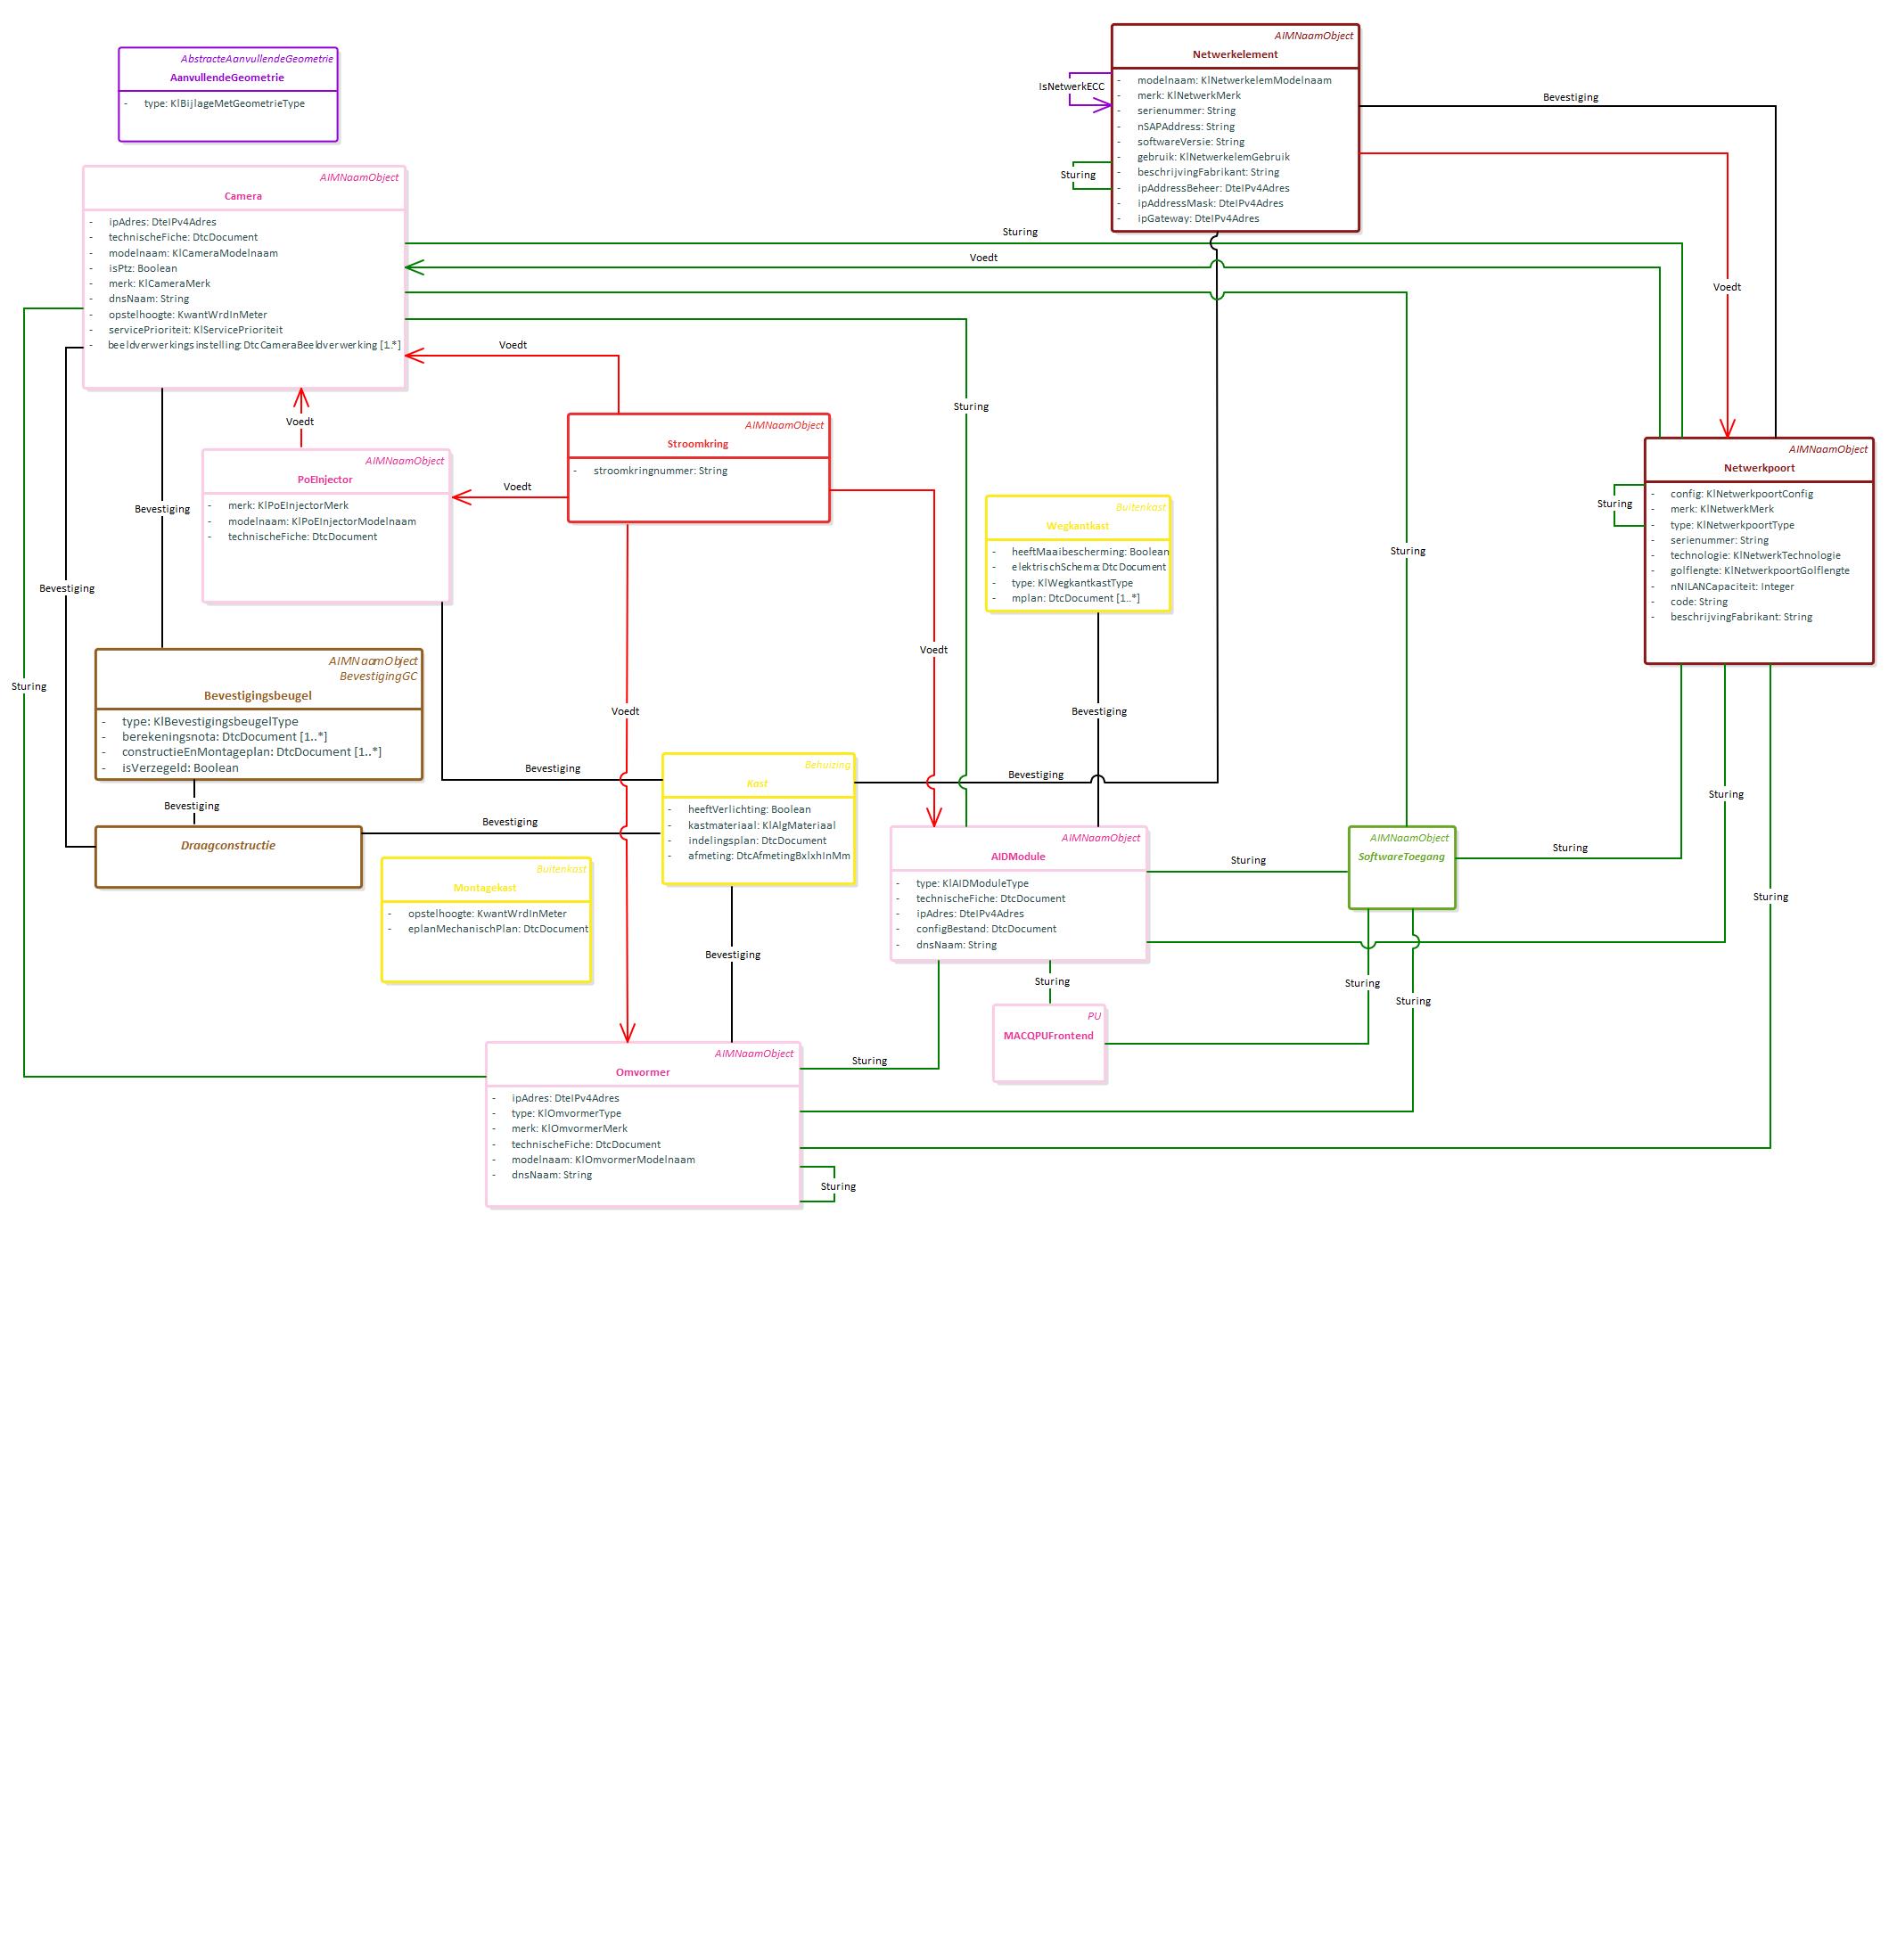 AbstracteAanvullendeGeometrie
AanvullendeGeometrie
- type: KlBijlageMetGeometrieType
AIMNaamObject
Netwerkelement
- modelnaam: KlNetwerkelemModelnaam
- merk: KlNetwerkMerk
- serienummer: String
- nSAPAddress: String
- softwareVersie: String
- gebruik: KlNetwerkelemGebruik
- beschrijvingFabrikant: String
- ipAddressBeheer: DteIPv4Adres
- ipAddressMask: DteIPv4Adres
- ipGateway: DteIPv4Adres
IsNetwerkECC
Sturing
Bevestiging
Voedt
AIMNaamObject
Camera
- ipAdres: DteIPv4Adres
- technischeFiche: DtcDocument
- modelnaam: KlCameraModelnaam
- isPtz: Boolean
- merk: KlCameraMerk
- dnsNaam: String
- opstelhoogte: KwantWrdInMeter
- servicePrioriteit: KlServicePrioriteit
- beeldverwerkingsinstelling: DtcCameraBeeldverwerking [1..*]
Sturing
Voedt
Voedt
Voedt
Sturing
Sturing
Bevestiging
Bevestiging
Sturing
AIMNaamObject
PoEInjector
- merk: KlPoEInjectorMerk
- modelnaam: KlPoEInjectorModelnaam
- technischeFiche: DtcDocument
Voedt
AIMNaamObject
Stroomkring
- stroomkringnummer: String
Voedt
Voedt
Buitenkast
Wegkantkast
- heeftMaaibescherming: Boolean
- elektrischSchema: DtcDocument
- type: KlWegkantkastType
- mplan: DtcDocument [1..*]
Bevestiging
AIMNaamObject
Netwerkpoort
- config: KlNetwerkpoortConfig
- merk: KlNetwerkMerk
- type: KlNetwerkpoortType
- serienummer: String
- technologie: KlNetwerkTechnologie
- golflengte: KlNetwerkpoortGolflengte
- nNILANCapaciteit: Integer
- code: String
- beschrijvingFabrikant: String
Sturing
AIMNaamObject
BevestigingGC
Bevestigingsbeugel
- type: KlBevestigingsbeugelType
- berekeningsnota: DtcDocument [1..*]
- constructieEnMontageplan: DtcDocument [1..*]
- isVerzegeld: Boolean
Bevestiging
Draagconstructie
Bevestiging
Bevestiging
Bevestiging
Behuizing
Kast
- heeftVerlichting: Boolean
- kastmateriaal: KlAlgMateriaal
- indelingsplan: DtcDocument
- afmeting: DtcAfmetingBxlxhInMm
Bevestiging
Buitenkast
Montagekast
- opstelhoogte: KwantWrdInMeter
- eplanMechanischPlan: DtcDocument
AIMNaamObject
AIDModule
- type: KlAIDModuleType
- technischeFiche: DtcDocument
- ipAdres: DteIPv4Adres
- configBestand: DtcDocument
- dnsNaam: String
Sturing
AIMNaamObject
SoftwareToegang
Sturing
Sturing
Sturing
Sturing
Sturing
Sturing
PU
MACQPUFrontend
AIMNaamObject
Omvormer
- ipAdres: DteIPv4Adres
- type: KlOmvormerType
- merk: KlOmvormerMerk
- technischeFiche: DtcDocument
- modelnaam: KlOmvormerModelnaam
- dnsNaam: String
Sturing
Sturing